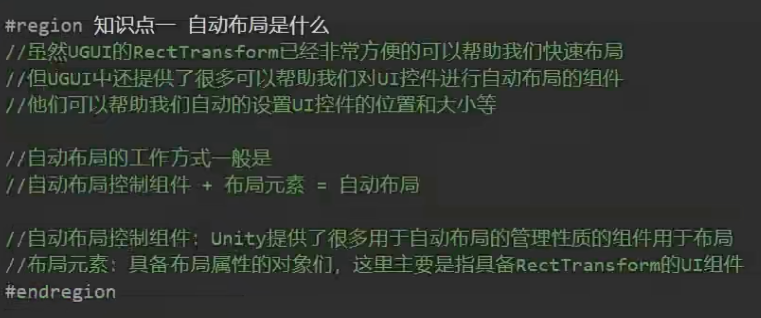 #region 知识点一 自动布局是什么
//虽然UGUI的RectTransform已经非常方便的可以帮助我们快速布局
//但UGUI中还提供了很多可以帮助我们对UI控件进行自动布局的组件
//他们可以帮助我们自动的设置UI控件的位置和大小等
//自动布局的工作方式一般是
//自动布局控制组件 + 布局元素 = 自动布局
//自动布局控制组件：Unity提供了很多用于自动布局的管理性质的组件用于布局
//布局元素：具备布局属性的对象们，这里主要是指具备RectTransform的UI组件
#endregion